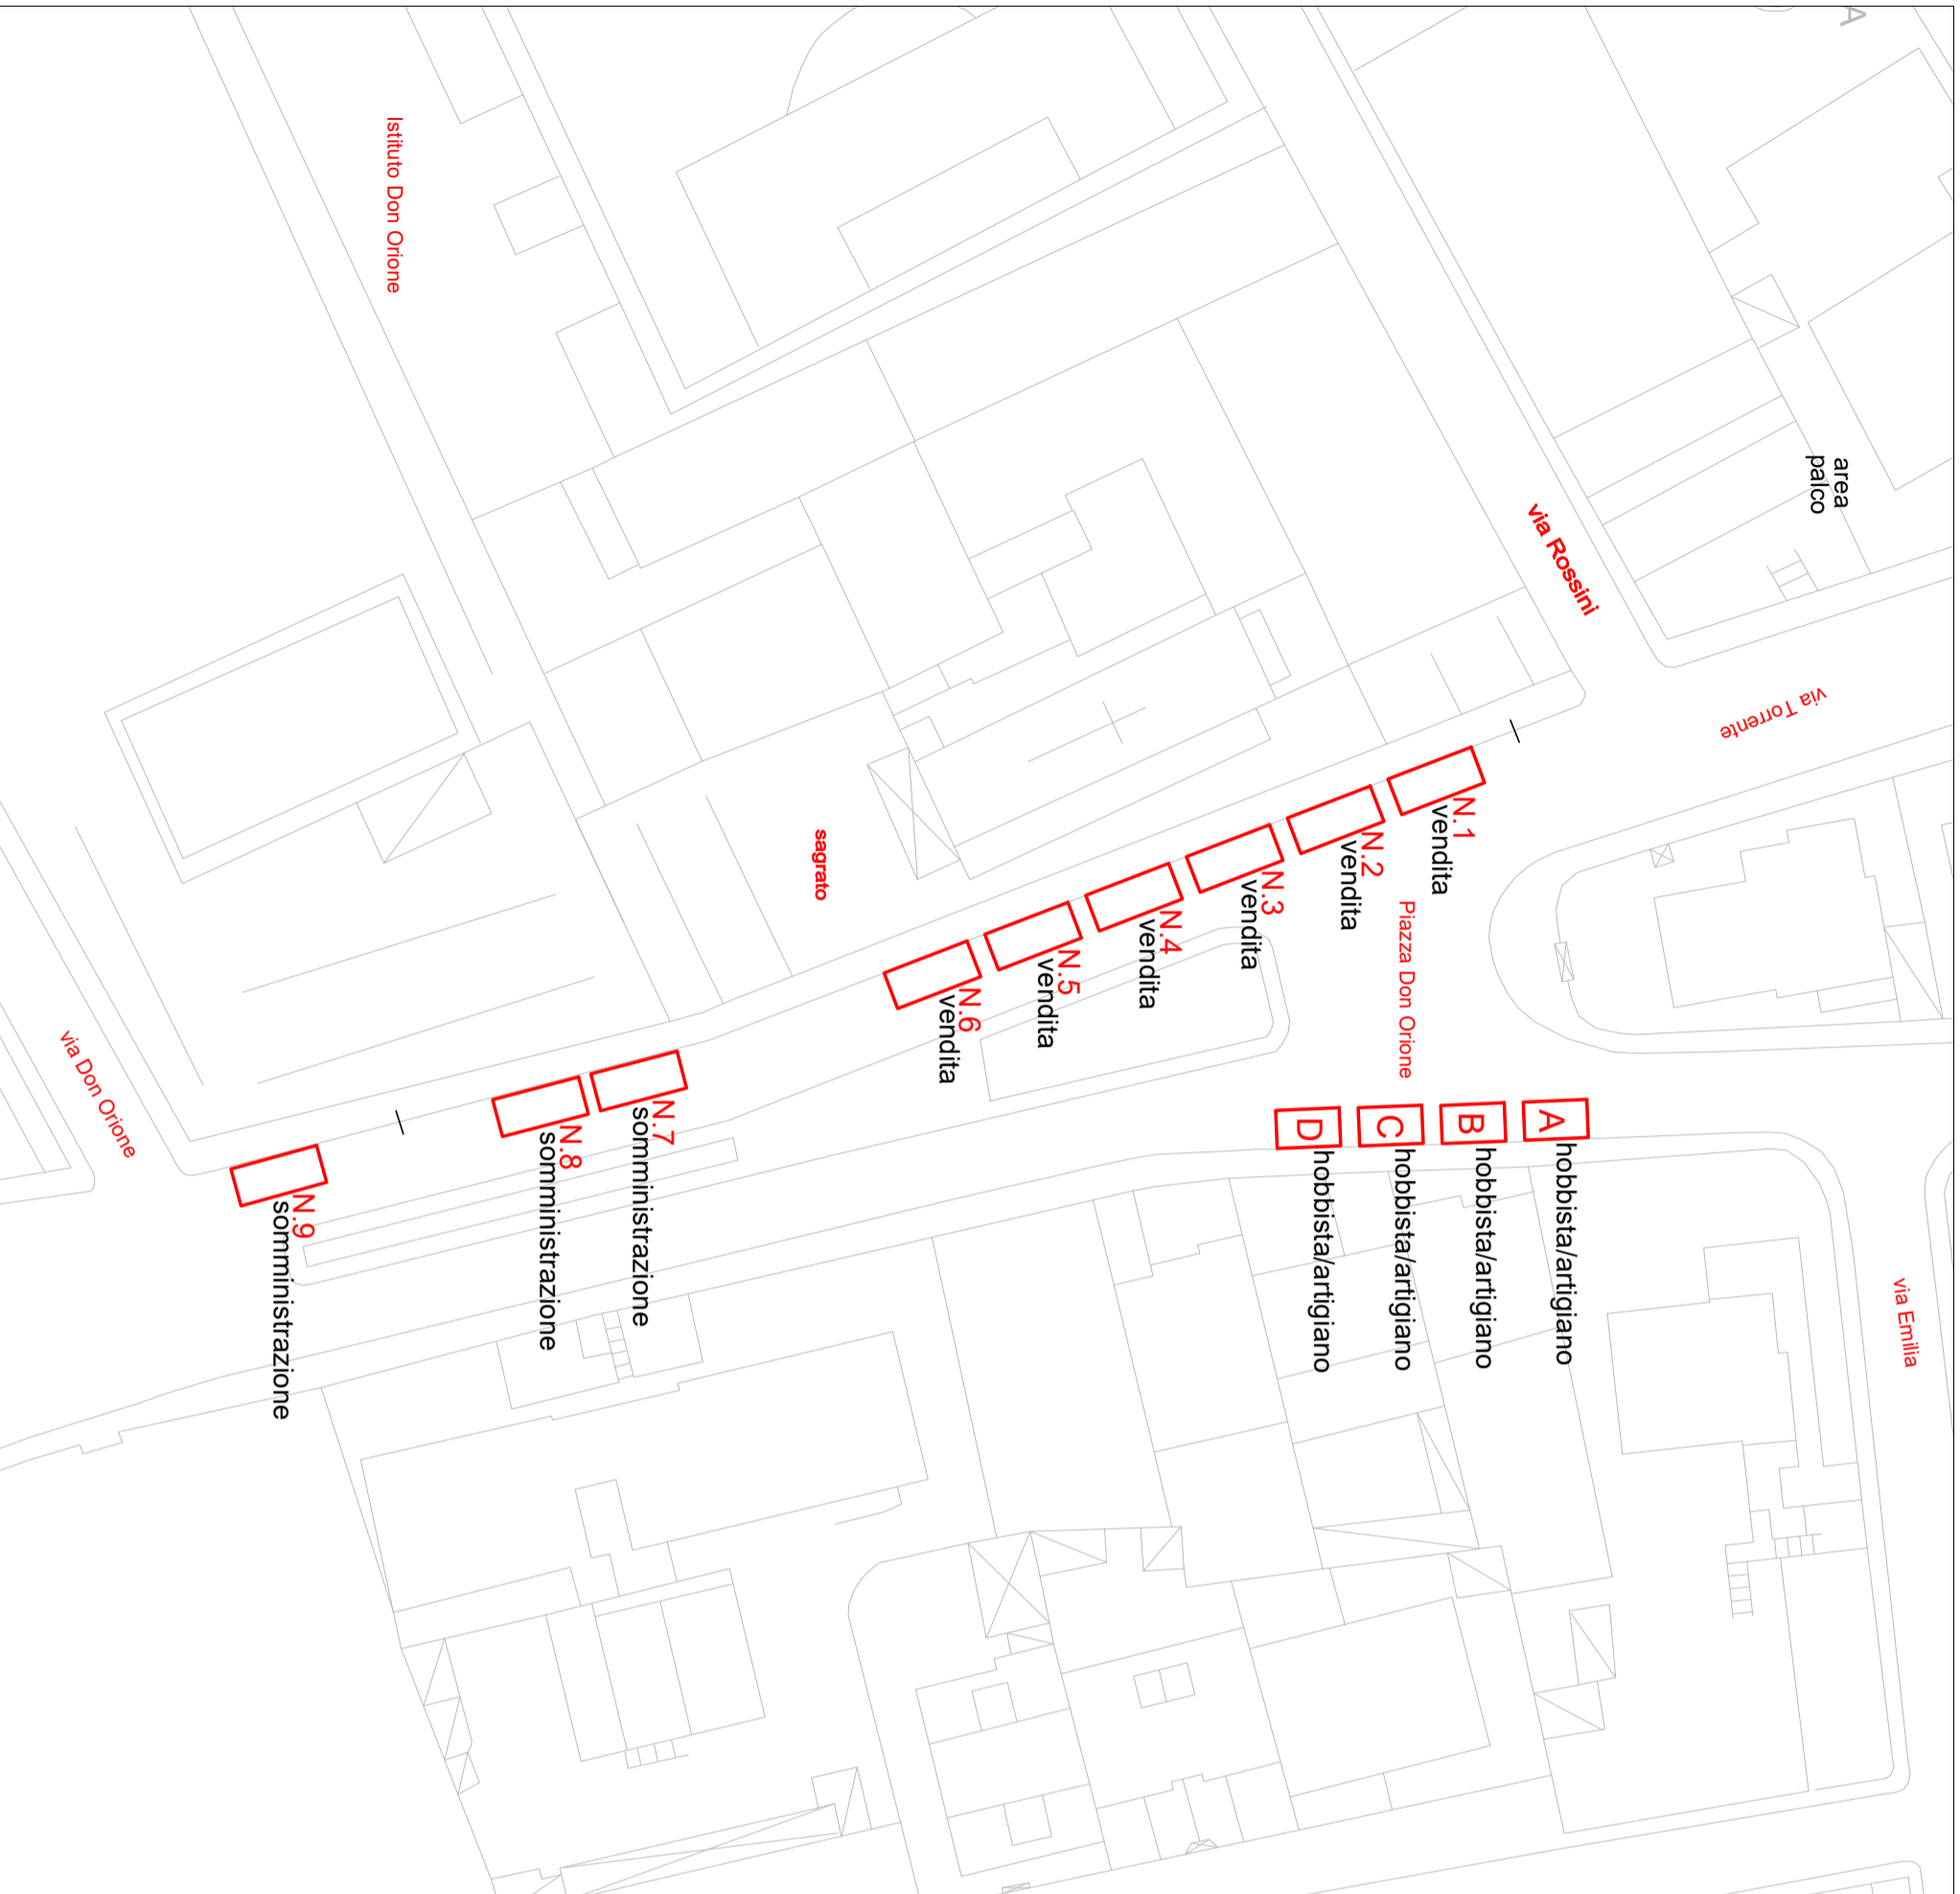 A
Istituto Don Orione
area
palco
via Rossini
via Torrente
N.1
vendita
N.2
vendita
N.3
vendita
N.4
vendita
N.5
vendita
N.6
vendita
sagrato
Piazza Don Orione
via Don Orione
N.7
somministrazione
N.8
somministrazione
N.9
somministrazione
A
hobbista/artigiano
B
hobbista/artigiano
C
hobbista/artigiano
D
hobbista/artigiano
via Emilia